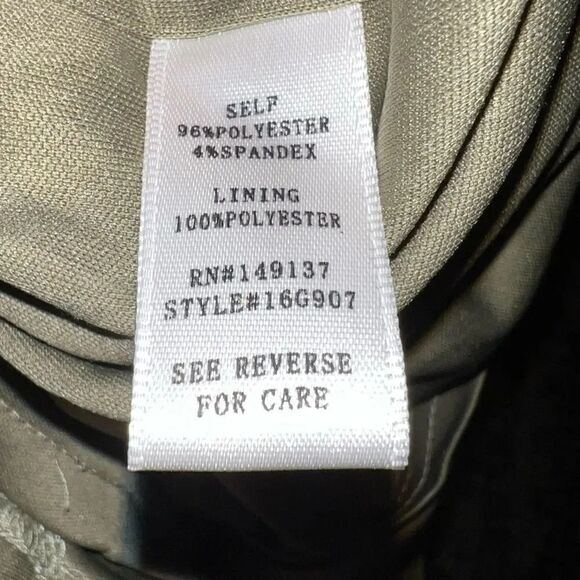 SELF
96%POLYESTER
4%SPANDEX
LINING
100%POLYESTER
RN#149137
STYLE#16G907
SEE REVERSE
FOR CARE